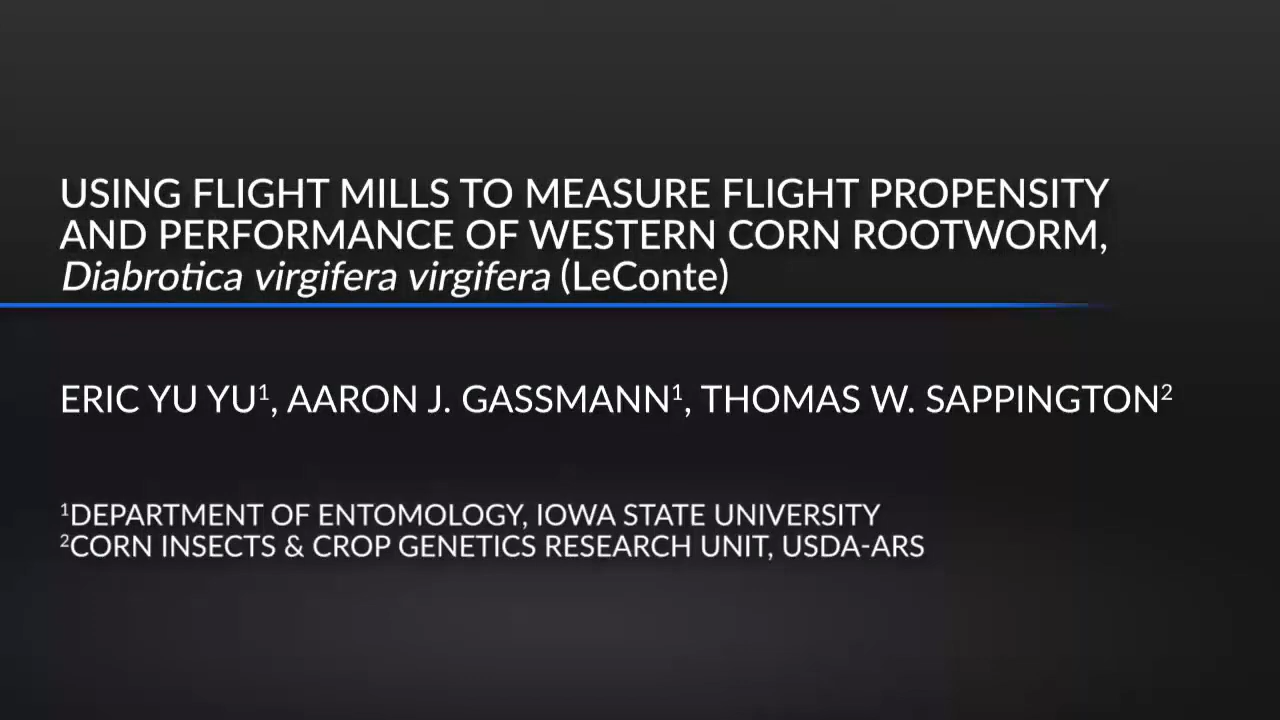 USING FLIGHT MILLS TO MEASURE FLIGHT PROPENSITY
AND PERFORMANCE OF WESTERN CORN ROOTWORM,
Diabrotica virgifera virgifera (LeConte)
ERIC YU YU¹, AARON J. GASSMANN¹, THOMAS W. SAPPINGTON²
¹DEPARTMENT OF ENTOMOLOGY, IOWA STATE UNIVERSITY
²CORN INSECTS & CROP GENETICS RESEARCH UNIT, USDA-ARS